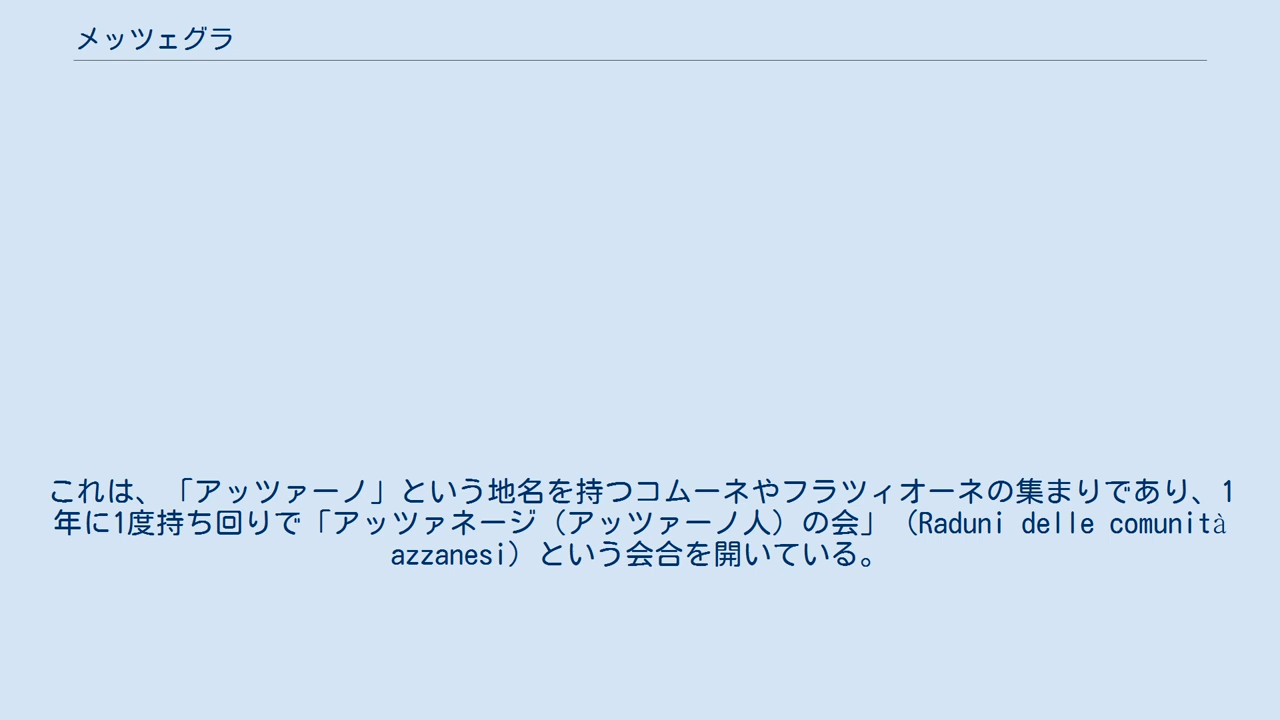 メッツェグラ
これは、「アッツァーノ」という地名を持つコムーネやフラツィオーネの集まりであり、1
年に1度持ち回りで「アッツァネージ（アッツァーノ人）の会」（Raduni delle comunità
azzanesi）という会合を開いている。